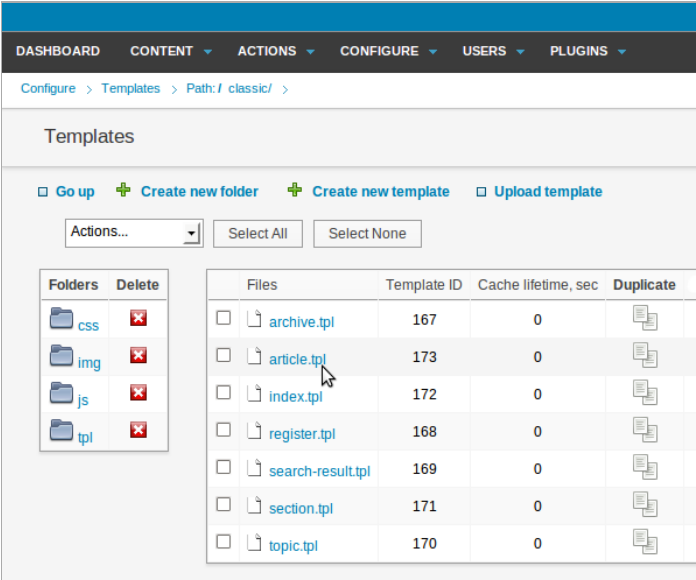 DASHBOARD CONTENT ACTIONS CONFIGURE USERS PLUGINS
Configure > Templates > Path: / classic/ >
Templates
Go up Create new folder Create new template Upload template
Actions... Select All Select None
Folders Delete Files Template ID Cache lifetime, sec Duplicate
css archive.tpl 167 0
img article.tpl 173 0
js index.tpl 172 0
tpl register.tpl 168 0
search-result.tpl 169 0
section.tpl 171 0
topic.tpl 170 0